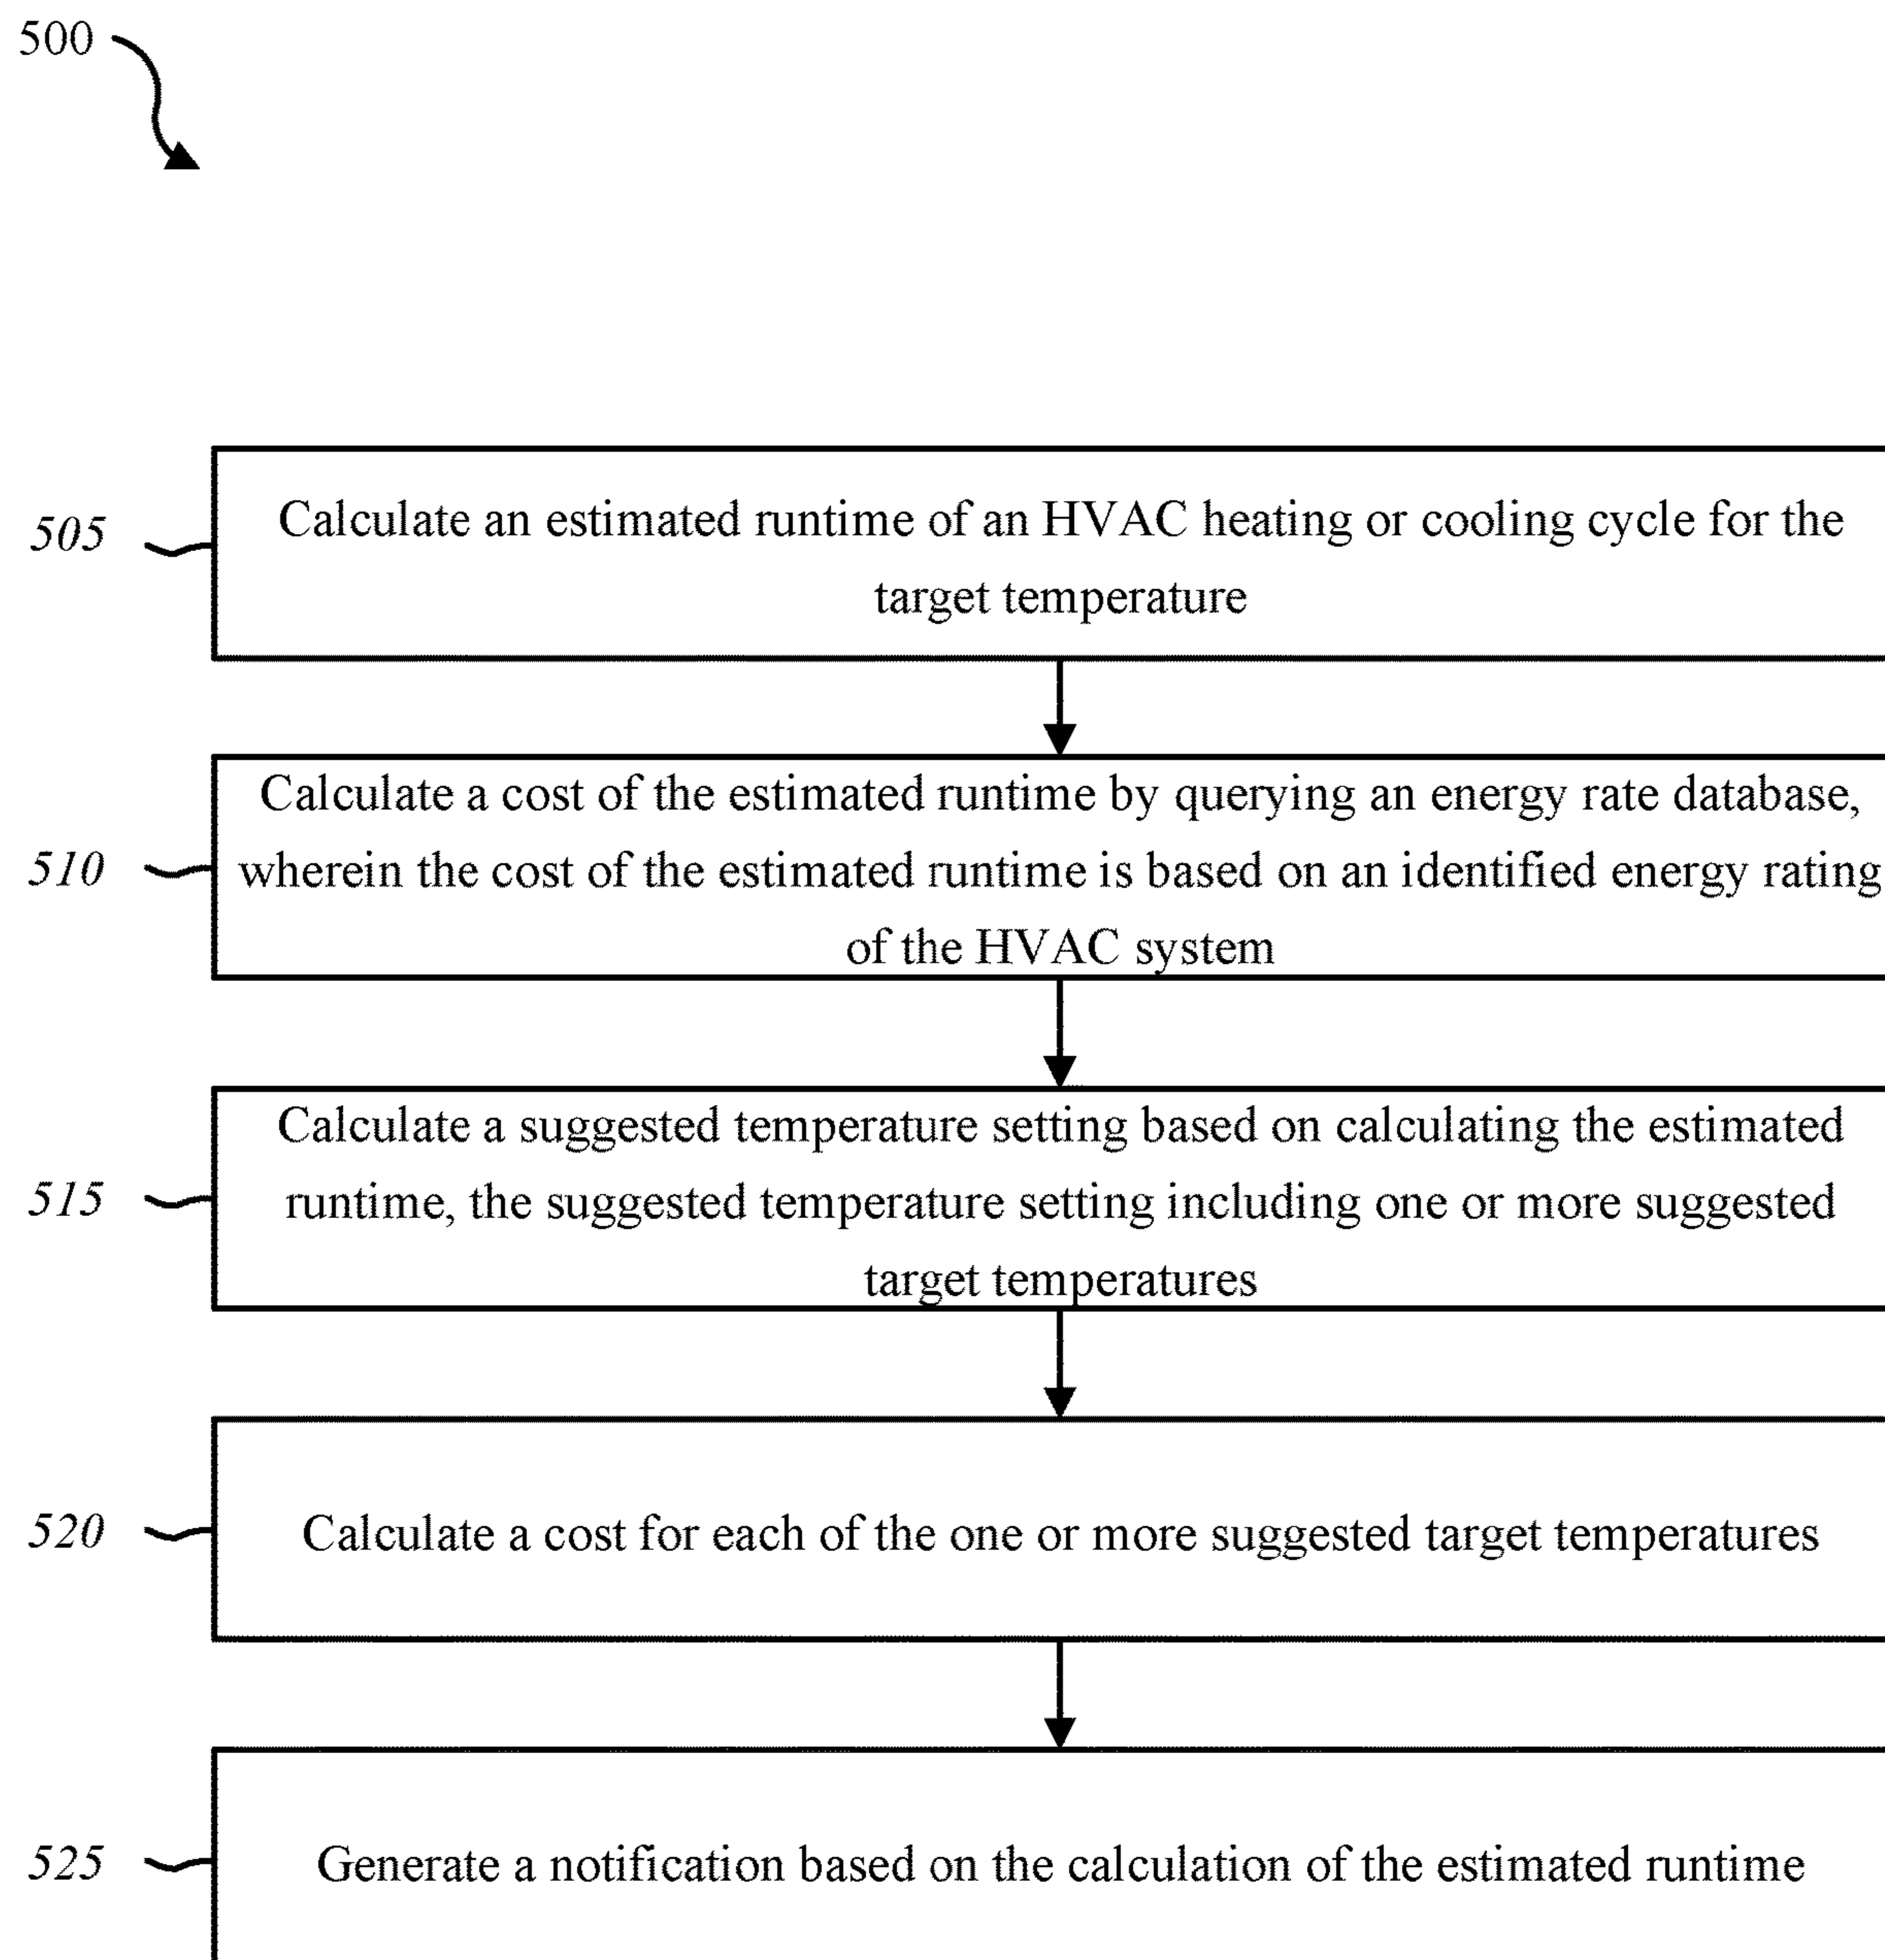 500
505
Calculate an estimated runtime of an HVAC heating or cooling cycle for the
target temperature
510
Calculate a cost of the estimated runtime by querying an energy rate database,
wherein the cost of the estimated runtime is based on an identified energy rating
of the HVAC system
515
Calculate a suggested temperature setting based on calculating the estimated
runtime, the suggested temperature setting including one or more suggested
target temperatures
520
Calculate a cost for each of the one or more suggested target temperatures
525
Generate a notification based on the calculation of the estimated runtime